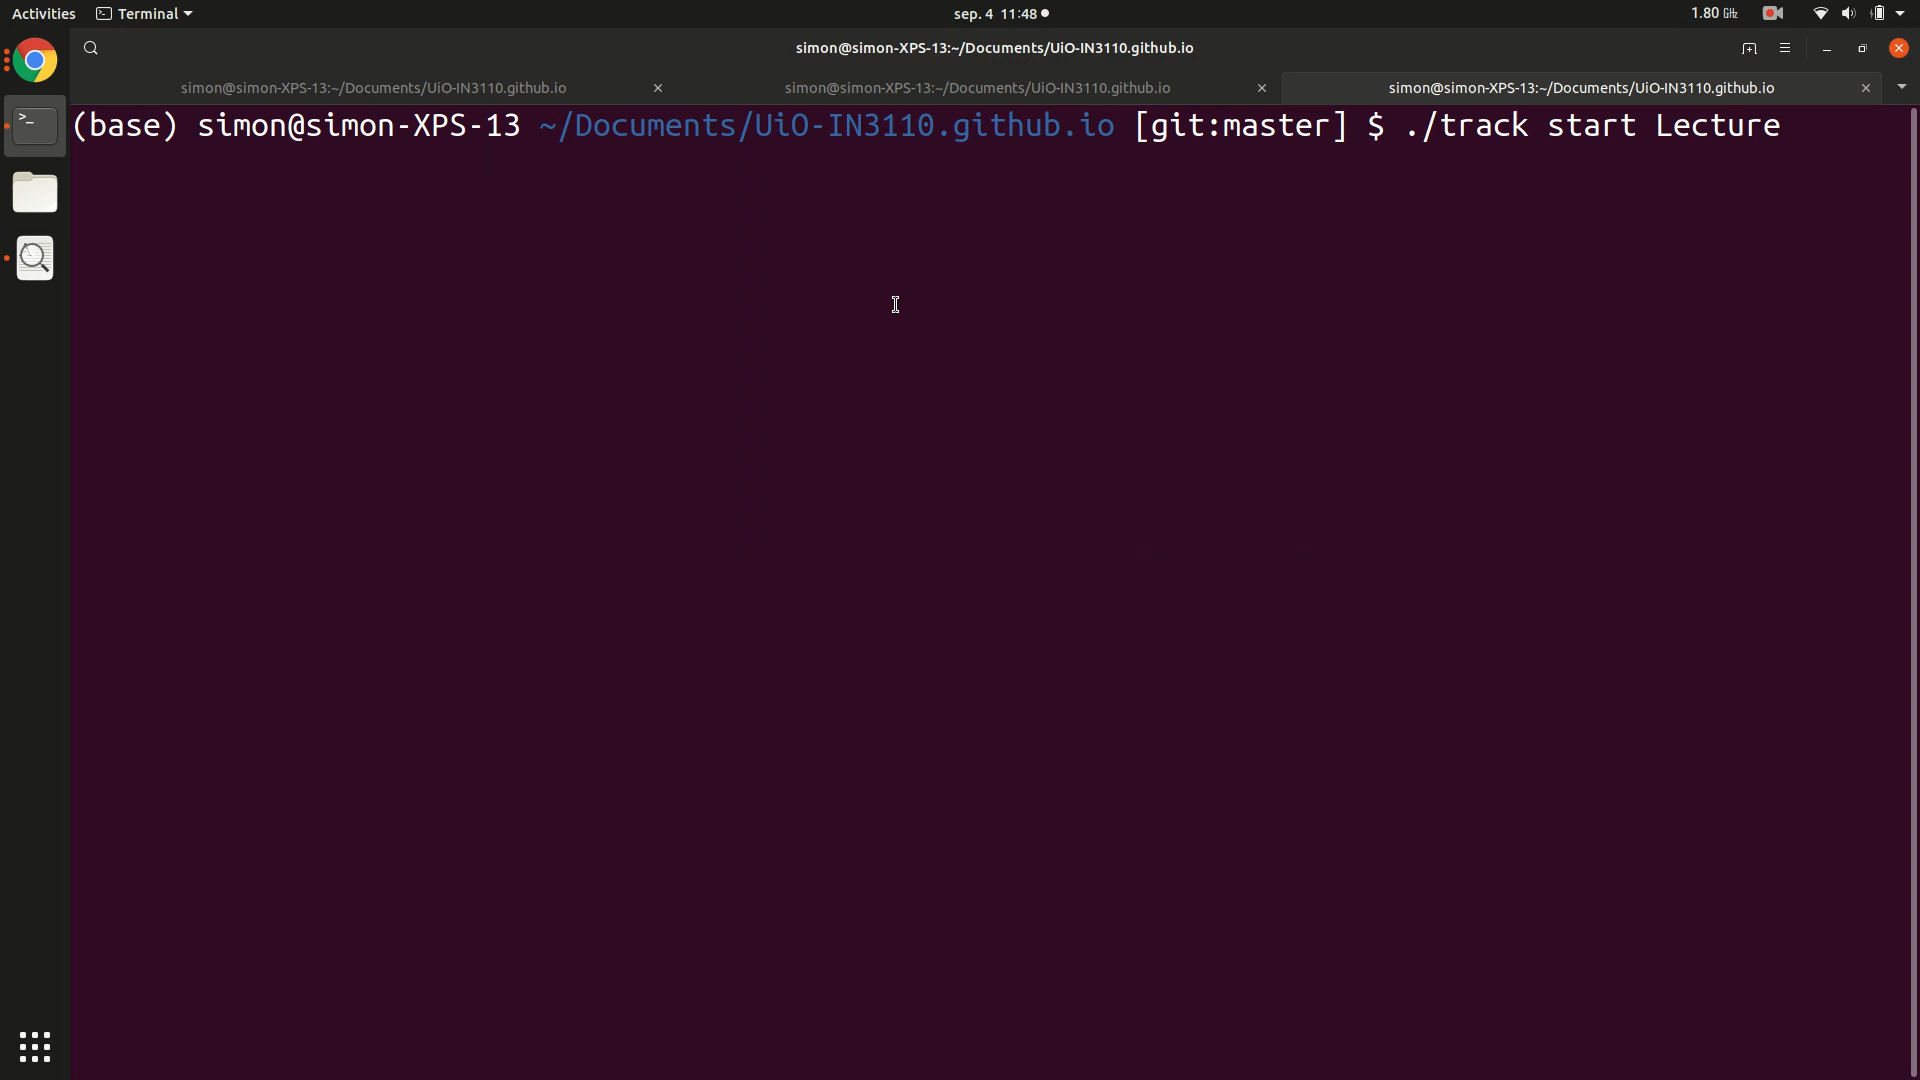 Activities Terminal sep. 4 11:48 1.80 GHz
simon@simon-XPS-13:~/Documents/UiO-IN3110.github.io
simon@simon-XPS-13:~/Documents/UiO-IN3110.github.io simon@simon-XPS-13:~/Documents/UiO-IN3110.github.io simon@simon-XPS-13:~/Documents/UiO-IN3110.github.io
(base) simon@simon-XPS-13 ~/Documents/UiO-IN3110.github.io [git:master] $ ./track start Lecture